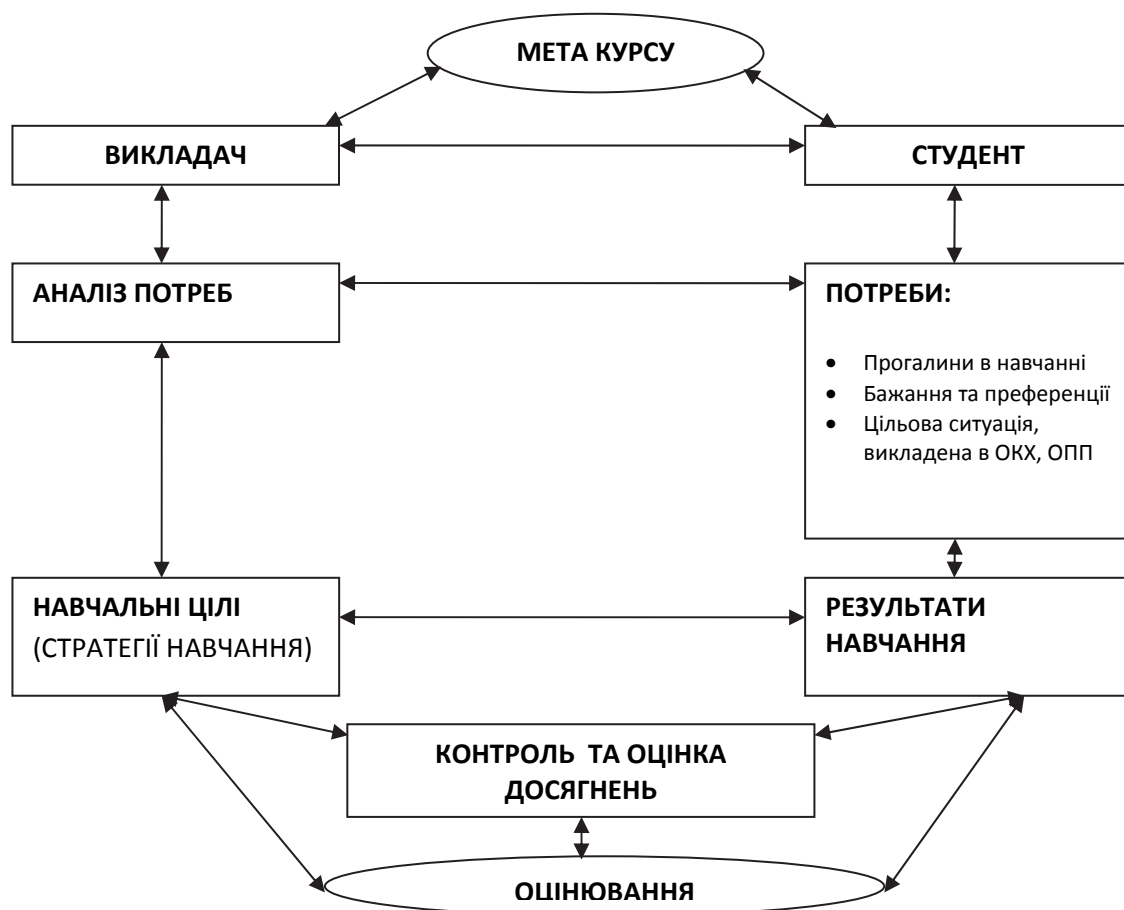 МЕТА КУРСУ
ВИКЛАДАЧ
СТУДЕНТ
АНАЛІЗ ПОТРЕБ
ПОТРЕБИ:
• Прогалини в навчанні
• Бажання та преференції
• Цільова ситуація,
викладена в ОКХ, ОПП
НАВЧАЛЬНІ ЦІЛІ
(СТРАТЕГІЇ НАВЧАННЯ)
РЕЗУЛЬТАТИ
НАВЧАННЯ
КОНТРОЛЬ ТА ОЦІНКА
ДОСЯГНЕНЬ
ОЦІНЮВАННЯ